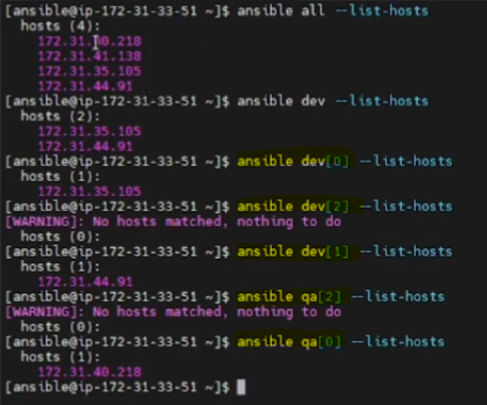 [ansible@ip-172-31-33-51 ~]$ ansible all --list-hosts
hosts (4):
172.31.40.218
172.31.41.138
172.31.35.105
172.31.44.91
[ansible@ip-172-31-33-51 ~]$ ansible dev --list-hosts
hosts (2):
172.31.35.105
172.31.44.91
[ansible@ip-172-31-33-51 ~]$ ansible dev[0] --list-hosts
hosts (1):
172.31.35.105
[ansible@ip-172-31-33-51 ~]$ ansible dev[2] --list-hosts
[WARNING]: No hosts matched, nothing to do
hosts (0):
[ansible@ip-172-31-33-51 ~]$ ansible dev[1] --list-hosts
hosts (1):
172.31.44.91
[ansible@ip-172-31-33-51 ~]$ ansible qa[2] --list-hosts
[WARNING]: No hosts matched, nothing to do
hosts (0):
[ansible@ip-172-31-33-51 ~]$ ansible qa[0] --list-hosts
hosts (1):
172.31.40.218
[ansible@ip-172-31-33-51 ~]$